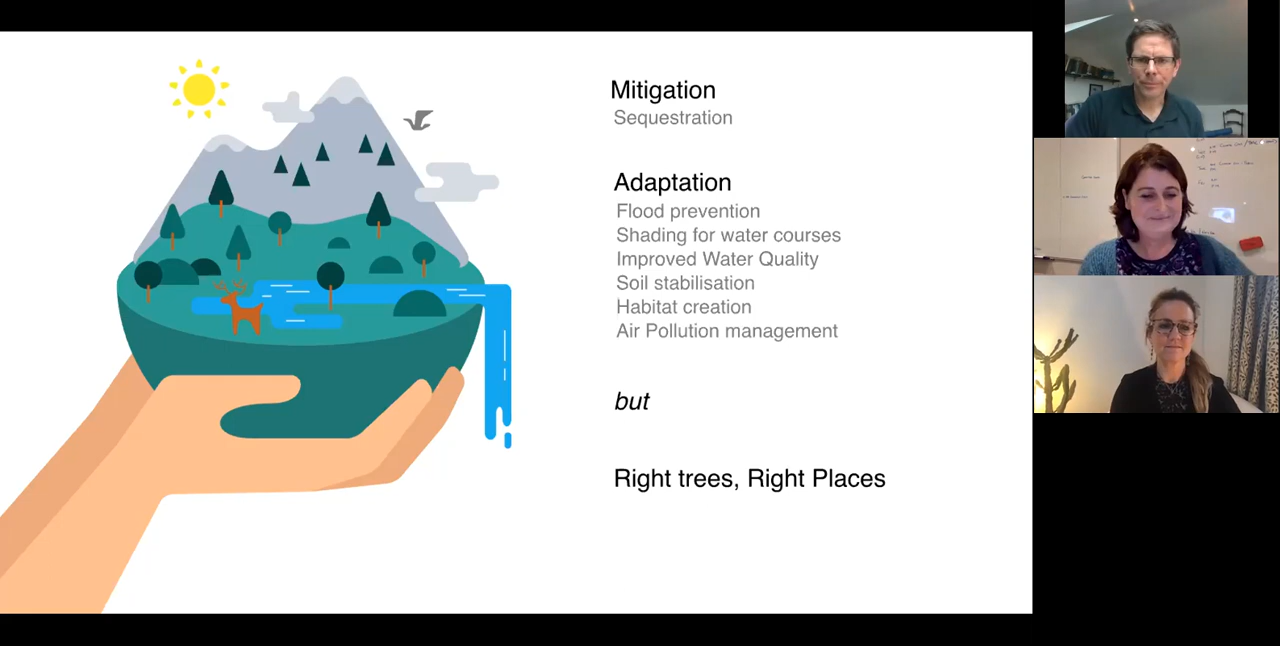 Mitigation
Sequestration
Adaptation
Flood prevention
Shading for water courses
Improved Water Quality
Soil stabilisation
Habitat creation
Air Pollution management
but
Right trees, Right Places